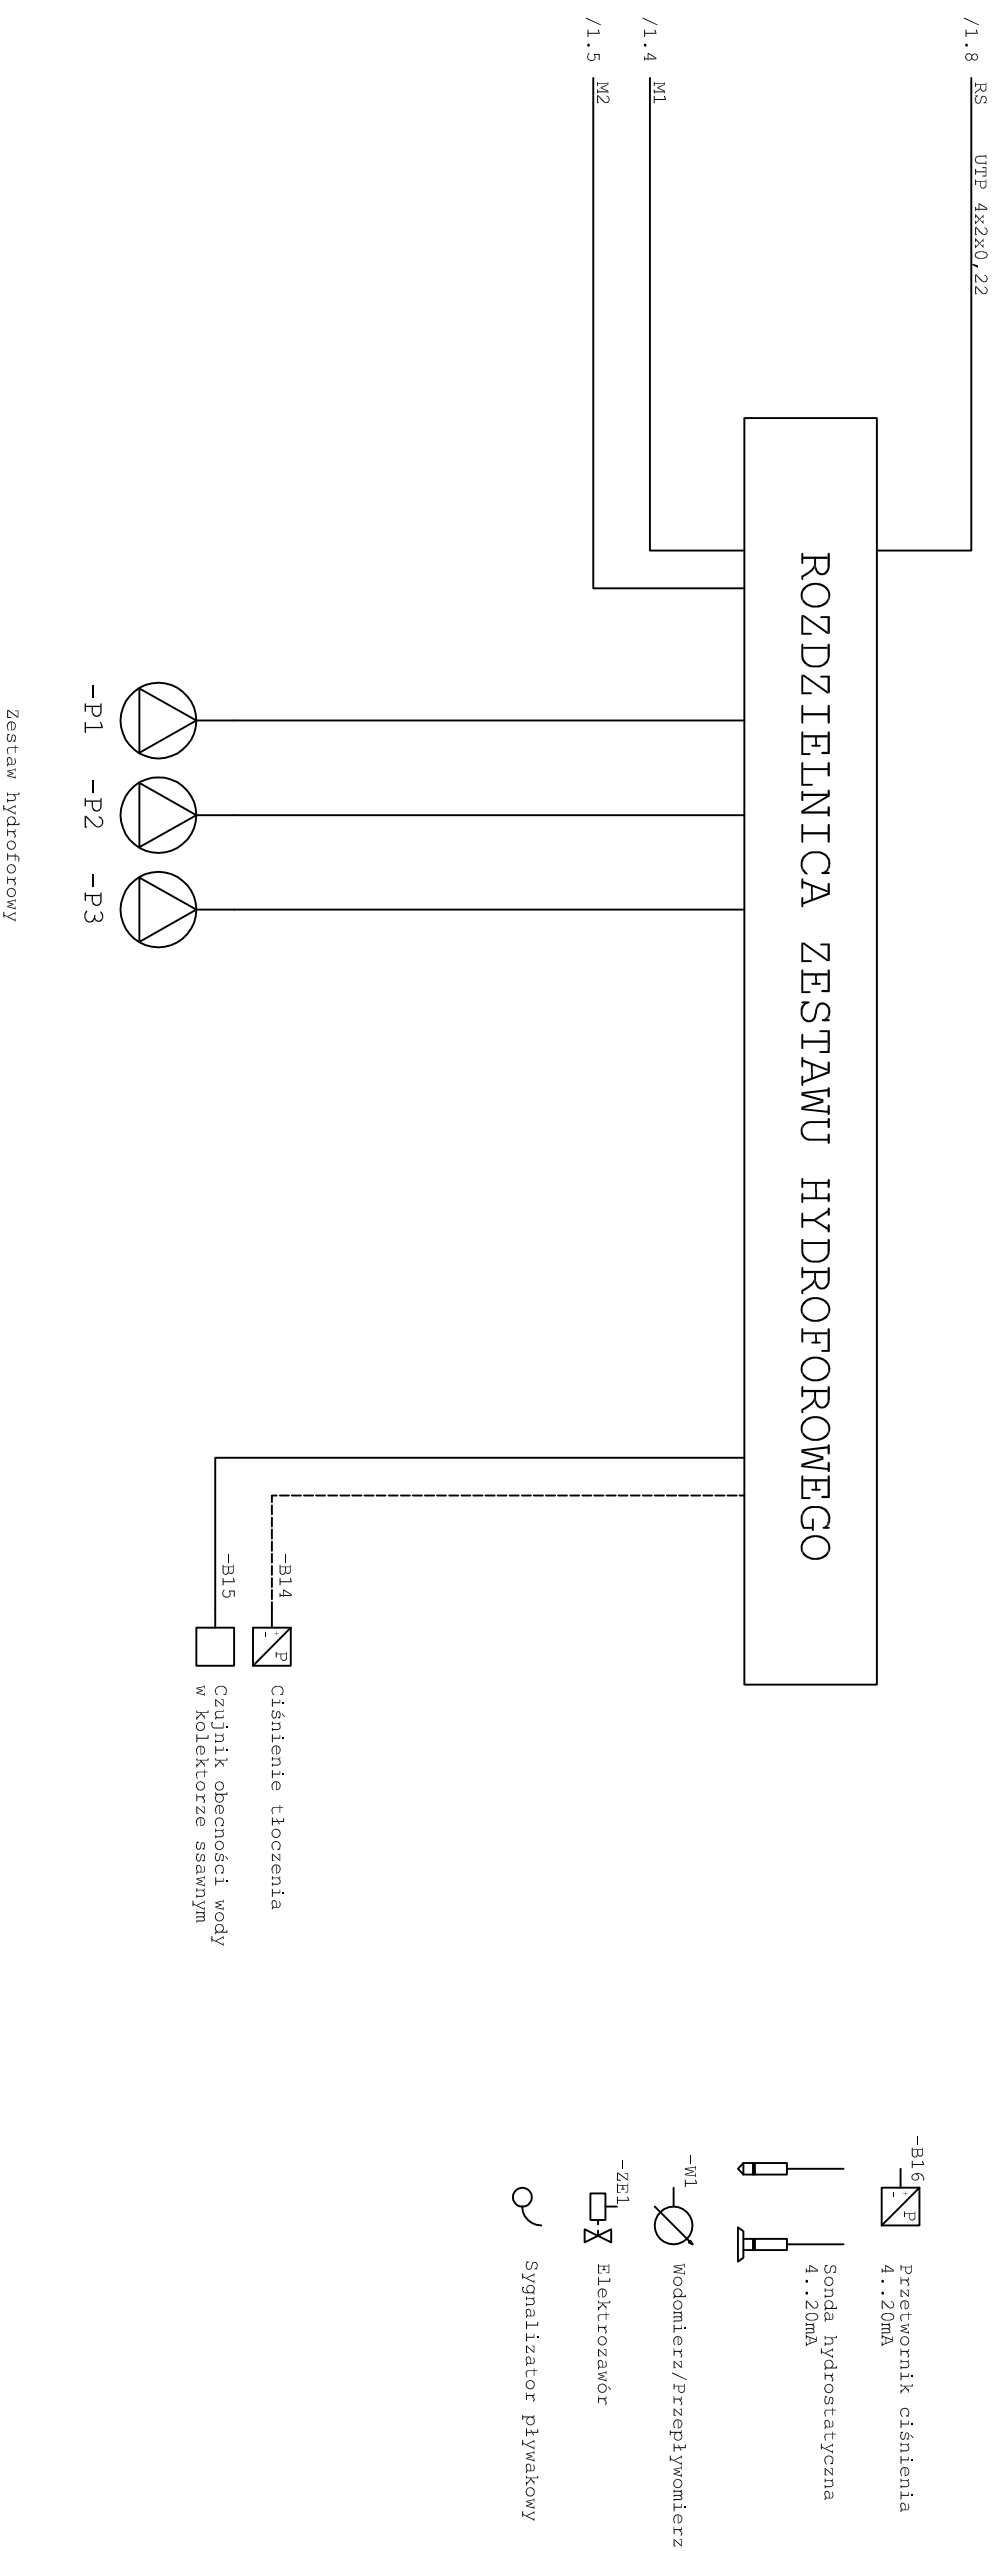 /1.8 RS UTP 4x2x0,22
ROZDZIELNICA ZESTAWU HYDROFOROWEGO
/1.4 M1
/1.5 M2
-P1 -P2 -P3
Zestaw hydroforowy
-B14
+
-
P
Ciśnienie tłoczenia
-B15
Czujnik obecności wody
w kolektorze ssawnym
-B16
+
-
P
Przetwornik ciśnienia
4..20mA
Sonda hydrostatyczna
4..20mA
-W1
Wodomierz/Przepływomierz
-ZE1
Elektrozawór
Sygnalizator pływakowy